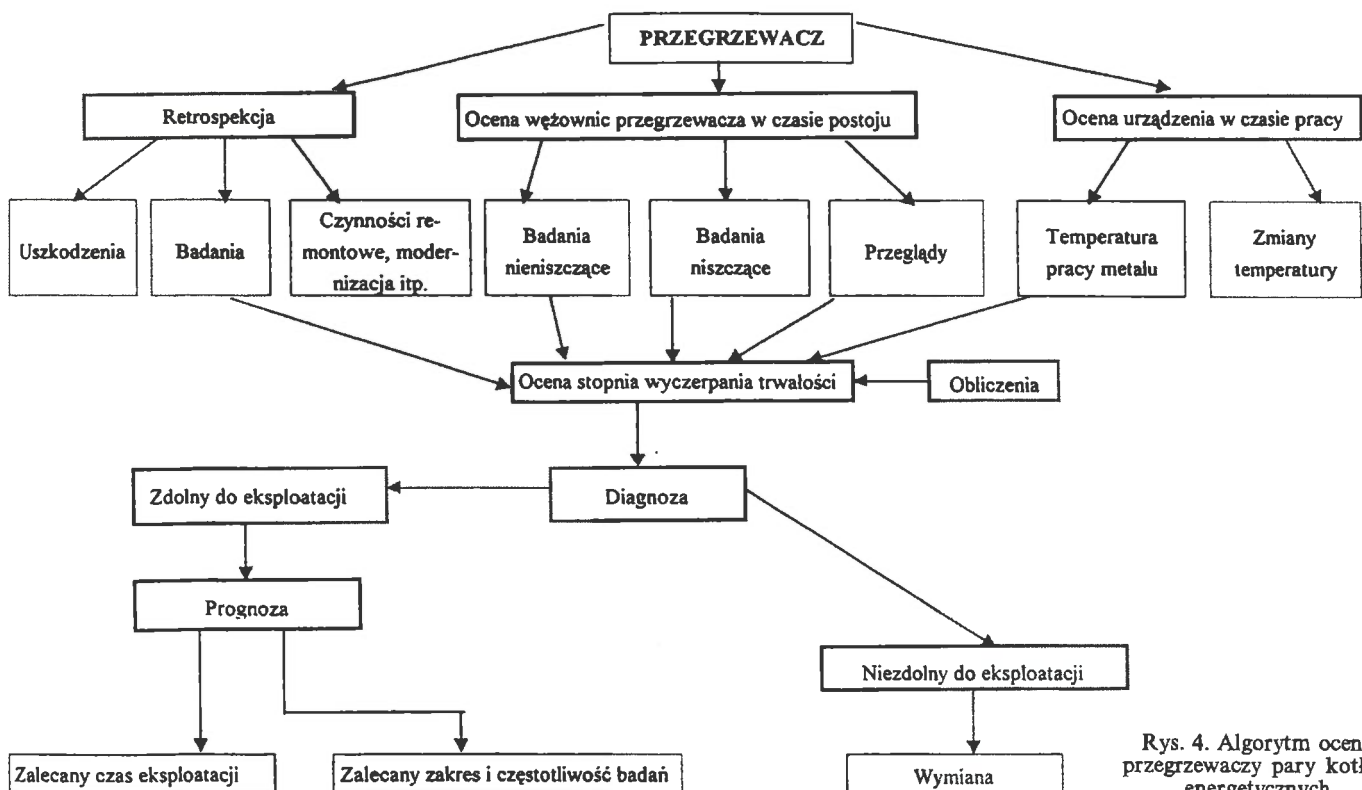 PRZEGRZEWACZ
Retrospekcja
Ocena wężownic przegrzewacza w czasie postoju
Ocena urządzenia w czasie pracy
Uszkodzenia
Badania
Czynności re-
montowe, moder-
nizacja itp.
Badania
nieniszczące
Badania
niszczące
Przeglądy
Temperatura
pracy metalu
Zmiany
temperatury
Ocena stopnia wyczerpania trwałości
Obliczenia
Zdolny do eksploatacji
Diagnoza
Prognoza
Niezdolny do eksploatacji
Zalecany czas eksploatacji
Zalecany zakres i częstotliwość badań
Wymiana
Rys. 4. Algorytm ocen
przegrzewaczy pary kotł
energetycznych